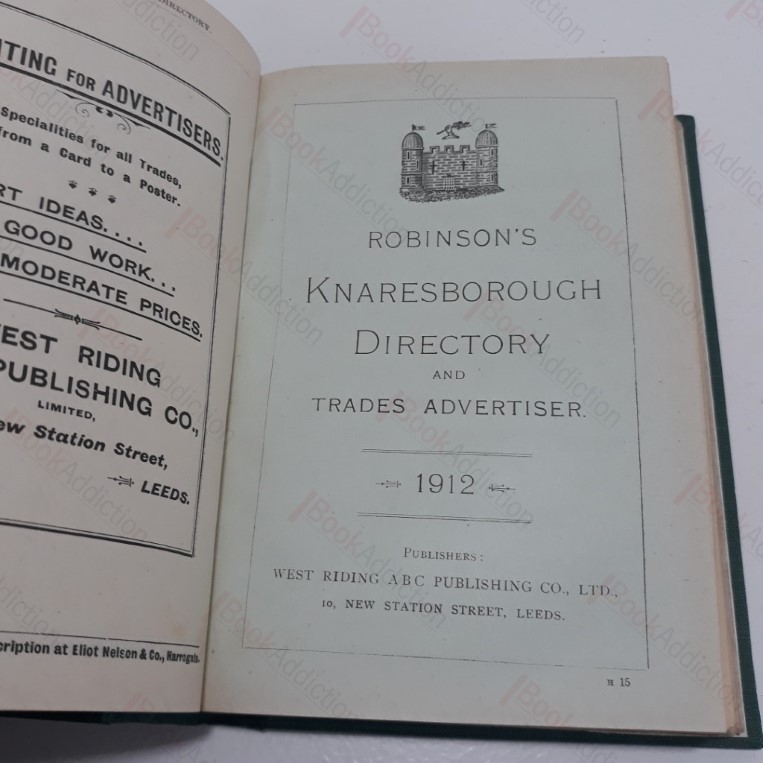 DIRECTORY.
TING FOR ADVERTISERS.
Specialities for all Trades,
from a Card to a Poster.
RT IDEAS....
GOOD WORK...
MODERATE PRICES.
EST RIDING
PUBLISHING CO.,
LIMITED,
ew Station Street,
LEEDS.
cription at Eliot Nelson & Co., Harrogate.
ROBINSON'S
KNARESBOROUGH
DIRECTORY
AND
TRADES ADVERTISER.
1912
PUBLISHERS:
WEST RIDING ABC PUBLISHING CO., LTD.,
10, NEW STATION STREET, LEEDS.
H 15
BookAddiction